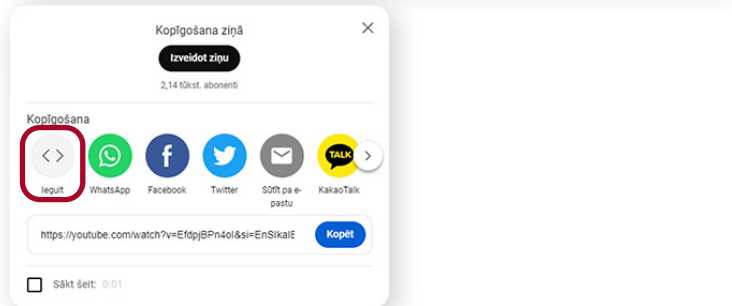 Kopīgošana ziņā
Izveidot ziņu
2,14 tūkst. abonenti
Kopīgošana
TALK
Iegult WhatsApp Facebook Twitter Sūtīt pa e-pastu KakaoTalk
https://youtube.com/watch?v=EfdpjBPn4oI&si=EnSIkaIE
Kopēt
Sākt šeit: 0:01